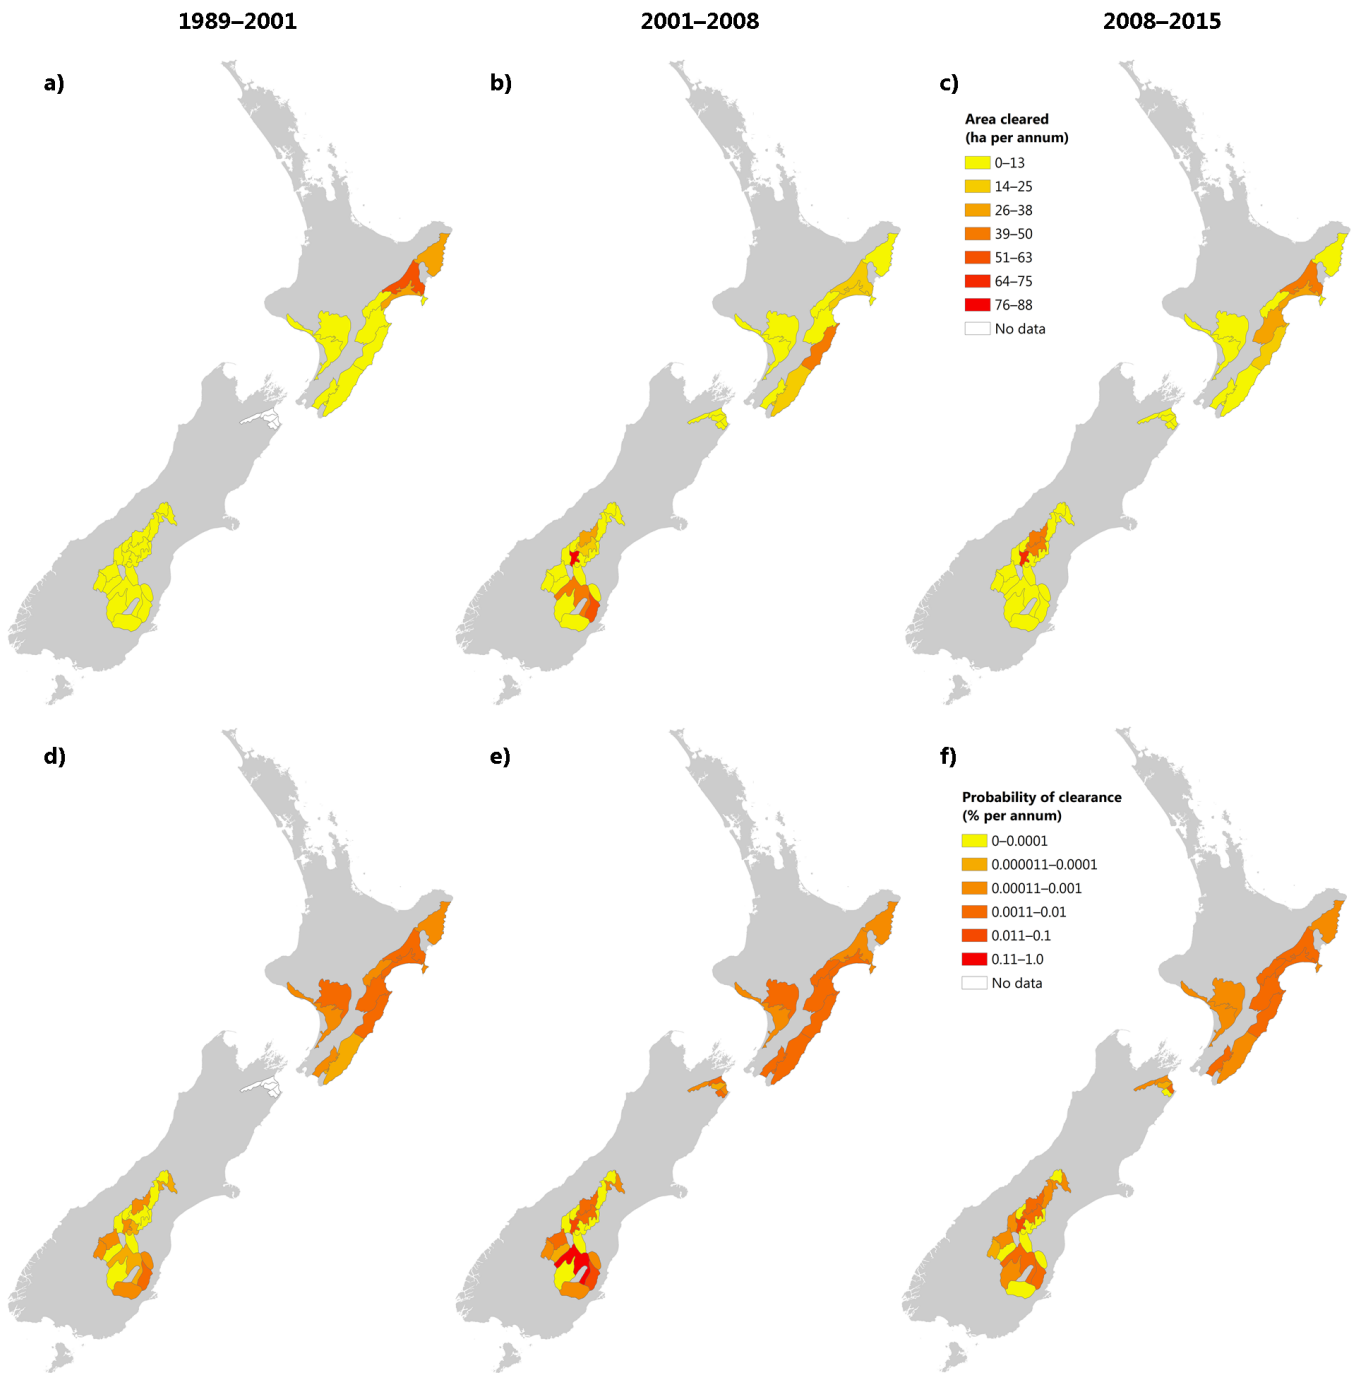 1989–2001
2001–2008
2008–2015
a)
b)
c)
Area cleared
(ha per annum)
0–13
14–25
26–38
39–50
51–63
64–75
76–88
No data
d)
e)
f)
Probability of clearance
(% per annum)
0–0.0001
0.000011–0.0001
0.00011–0.001
0.0011–0.01
0.011–0.1
0.11–1.0
No data